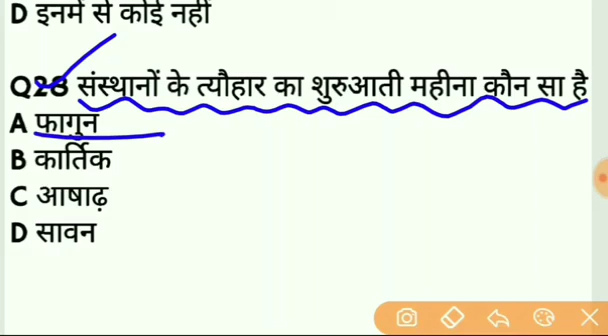 D इनमें से कोई नहीं
Q28 संस्थानों के त्यौहार का शुरुआती महीना कौन सा है
A फागुन
B कार्तिक
C आषाढ़
D सावन